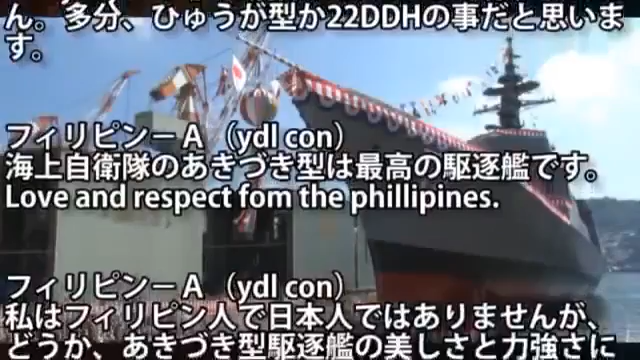 ん。多分、ひゅうが型か22DDHの事だと思いま
す。
フィリピンーA （ydl con）
海上自衛隊のあきづき型は最高の駆逐艦です。
Love and respect fom the phillipines.
フィリピンーA （ydl con）
私はフィリピン人で日本人ではありませんが、
どうか、あきづき型駆逐艦の美しさと力強さに